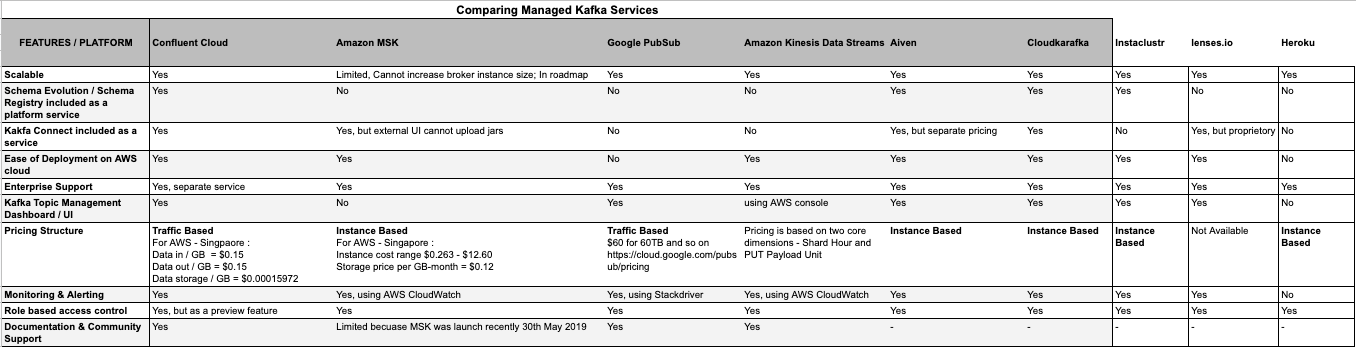 Comparing Managed Kafka Services
FEATURES / PLATFORM Confluent Cloud Amazon MSK Google PubSub Amazon Kinesis Data Streams Aiven Cloudkarafka Instaclustr lenses.io Heroku
Scalable Yes Limited, Cannot increase broker instance size; In roadmap Yes Yes Yes Yes Yes Yes Yes
Schema Evolution / Schema Yes No No No Yes Yes Yes No No
Registry included as a
platform service
Kakfa Connect included as a Yes Yes, but external UI cannot upload jars No No Yes, but separate pricing Yes No Yes, but proprietory No
service
Ease of Deployment on AWS Yes Yes No Yes Yes Yes Yes Yes No
cloud
Enterprise Support Yes, separate service Yes Yes Yes Yes Yes Yes Yes Yes
Kafka Topic Management Yes No Yes using AWS console Yes Yes Yes Yes No
Dashboard / UI
Pricing Structure Traffic Based Instance Based Traffic Based Pricing is based on two core Instance Based Instance Based Instance Not Available Instance
For AWS - Singpaore : For AWS - Singapore : $60 for 60TB and so on dimensions - Shard Hour and Based Based
Data in / GB = $0.15 Instance cost range $0.263 - $12.60 https://cloud.google.com/pubs PUT Payload Unit
Data out / GB = $0.15 Storage price per GB-month = $0.12 ub/pricing
Data storage / GB = $0.00015972
Monitoring & Alerting Yes Yes, using AWS CloudWatch Yes, using Stackdriver Yes, using AWS CloudWatch Yes Yes Yes Yes No
Role based access control Yes, but as a preview feature Yes Yes Yes Yes Yes Yes Yes Yes
Documentation & Community Yes Limited becuase MSK was launch recently 30th May 2019 Yes Yes - - - - -
Support